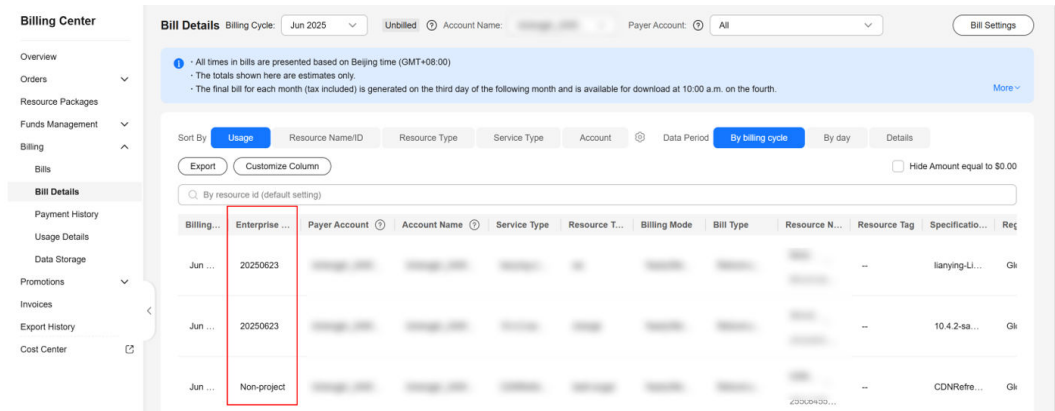 Billing Center
Overview
Orders
Resource Packages
Funds Management
Billing
Bills
Bill Details
Payment History
Usage Details
Data Storage
Promotions
Invoices
Export History
Cost Center
Bill Details Billing Cycle: Jun 2025 Unbilled Account Name: Payer Account: All Bill Settings
· All times in bills are presented based on Beijing time (GMT+08:00)
· The totals shown here are estimates only.
· The final bill for each month (tax included) is generated on the third day of the following month and is available for download at 10:00 a.m. on the fourth. More
Sort By Usage Resource Name/ID Resource Type Service Type Account Data Period By billing cycle By day Details
Export Customize Column Hide Amount equal to $0.00
By resource id (default setting)
Billing... Enterprise ... Payer Account Account Name Service Type Resource T... Billing Mode Bill Type Resource N... Resource Tag Specificatio... Reg
Jun ... 20250623 -- lianying-Li... Glo
Jun ... 20250623 -- 10.4.2-sa... Glo
Jun ... Non-project -- CDNRefre... Glo